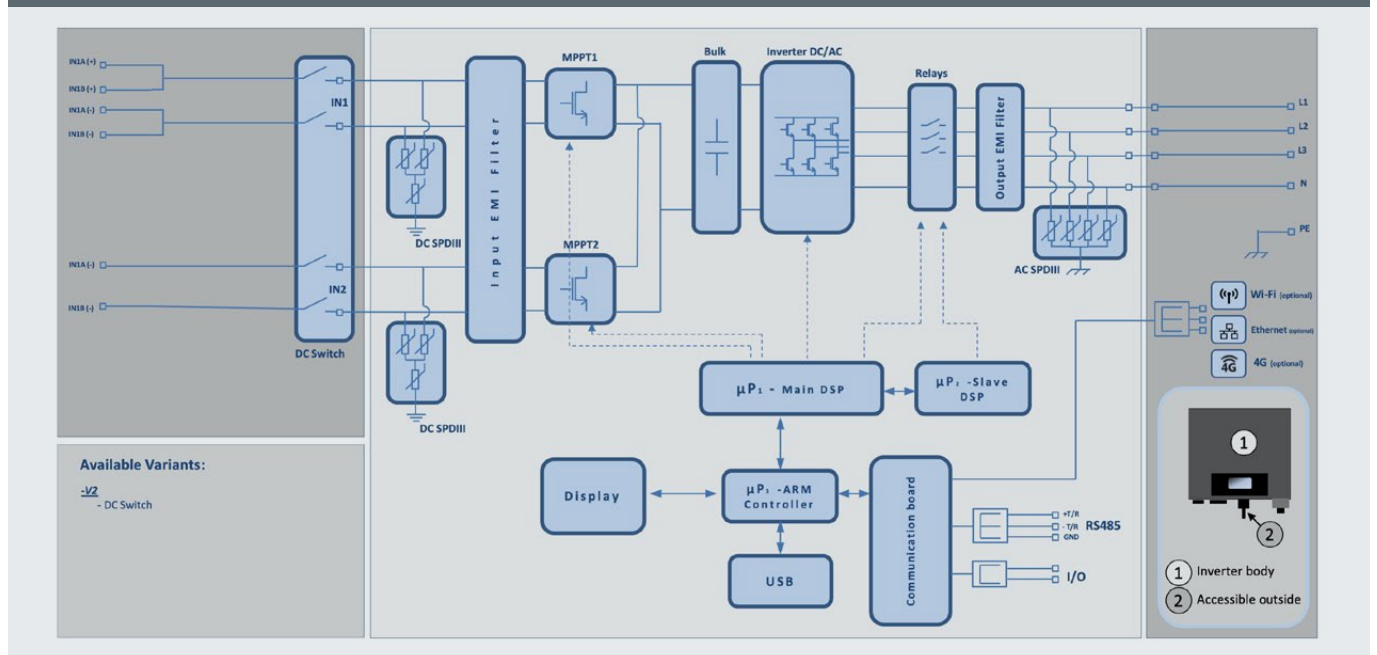 IN1A (+)
IN1B (+)
IN1A (-)
IN1B (-)
IN1
DC SPDIII
IN1A (-)
IN1B (-)
IN2
DC Switch
DC SPDIII
Input EMI Filter
MPPT1
MPPT2
Bulk
Inverter DC/AC
Relays
Output EMI Filter
AC SPDIII
L1
L2
L3
N
PE
Wi-Fi (optional)
Ethernet (optional)
4G
4G (optional)
µP₁ - Main DSP
-Slave
DSP
Display
-ARM
Controller
USB
Communication board
+T/R
- T/R
GND
RS485
I/O
Available Variants:
-V2
- DC Switch
1
2
1 Inverter body
2 Accessible outside